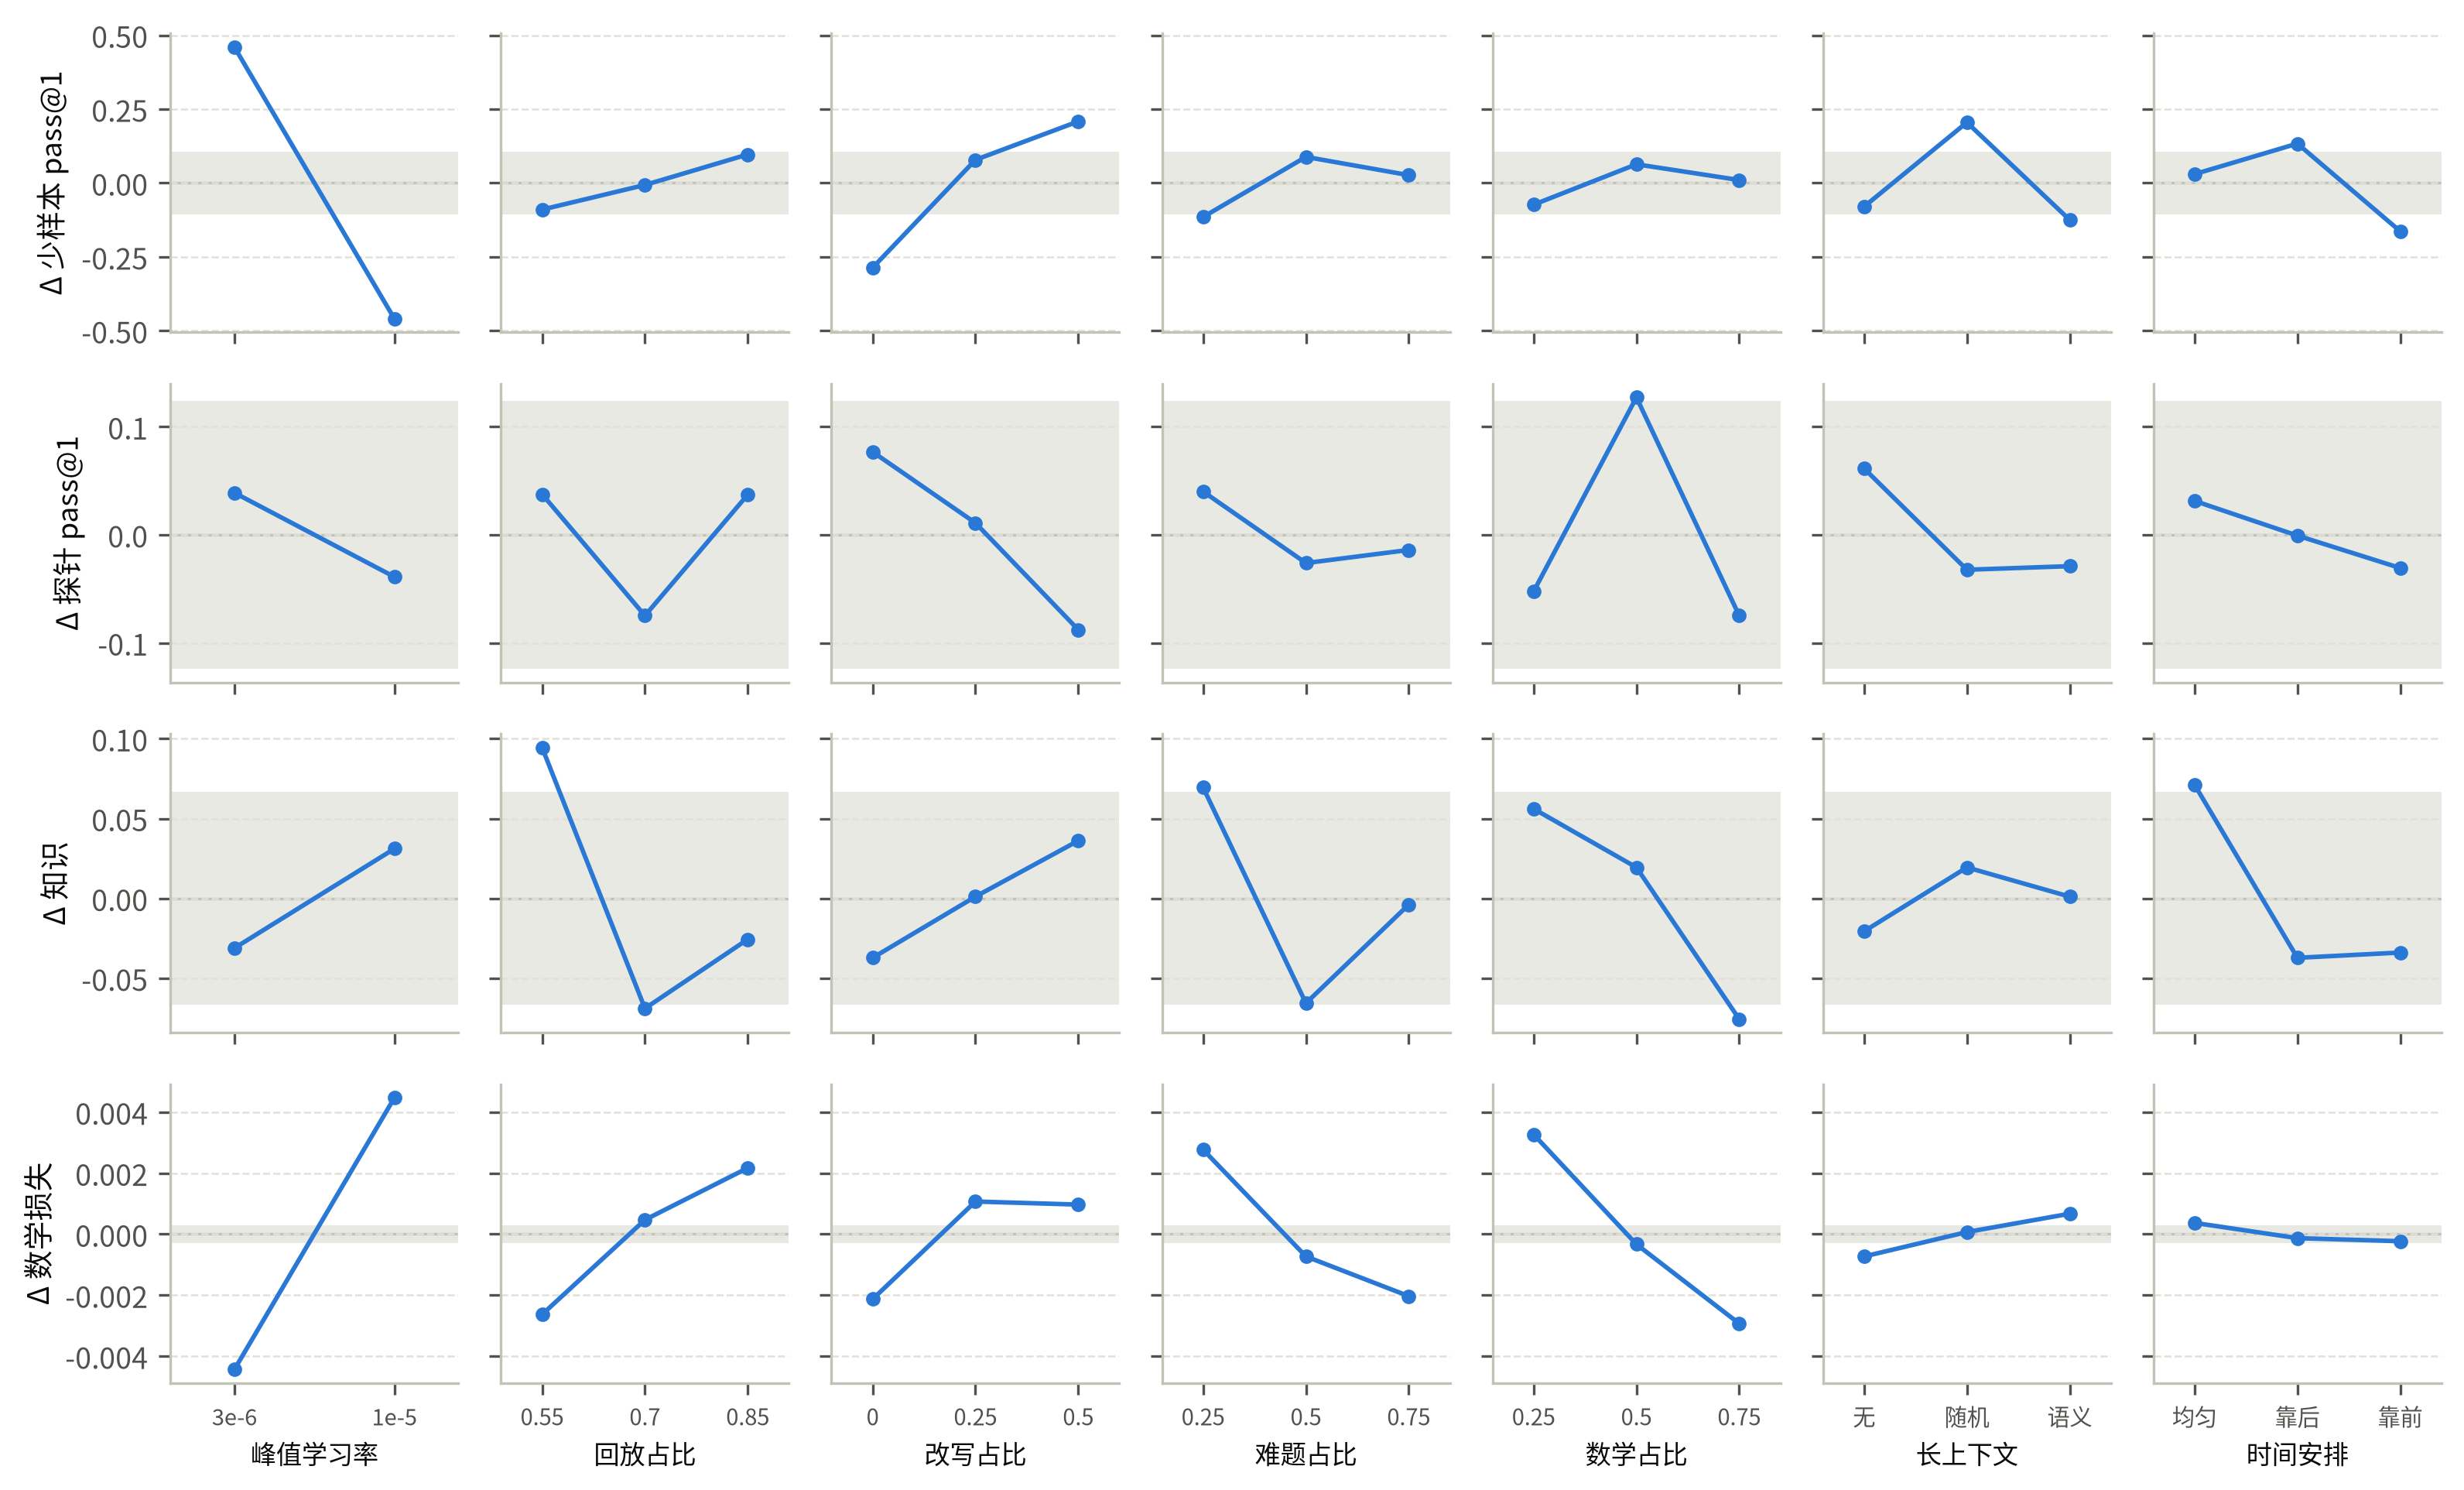 Δ 少样本 pass@1
0.50
0.25
0.00
-0.25
-0.50
Δ 探针 pass@1
0.1
0.0
-0.1
Δ 知识
0.10
0.05
0.00
-0.05
Δ 数学损失
0.004
0.002
0.000
-0.002
-0.004
3e-6 1e-5
峰值学习率
0.55 0.7 0.85
回放占比
0 0.25 0.5
改写占比
0.25 0.5 0.75
难题占比
0.25 0.5 0.75
数学占比
无 随机 语义
长上下文
均匀 靠后 靠前
时间安排